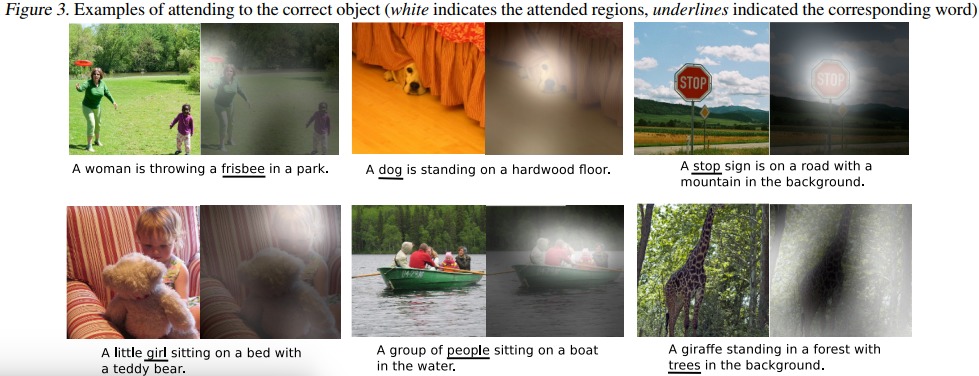 Figure 3. Examples of attending to the correct object (white indicates the attended regions, underlines indicated the corresponding word)
STOP
STOP
A woman is throwing a frisbee in a park.
A dog is standing on a hardwood floor.
A stop sign is on a road with a
mountain in the background.
A little girl sitting on a bed with
a teddy bear.
A group of people sitting on a boat
in the water.
A giraffe standing in a forest with
trees in the background.